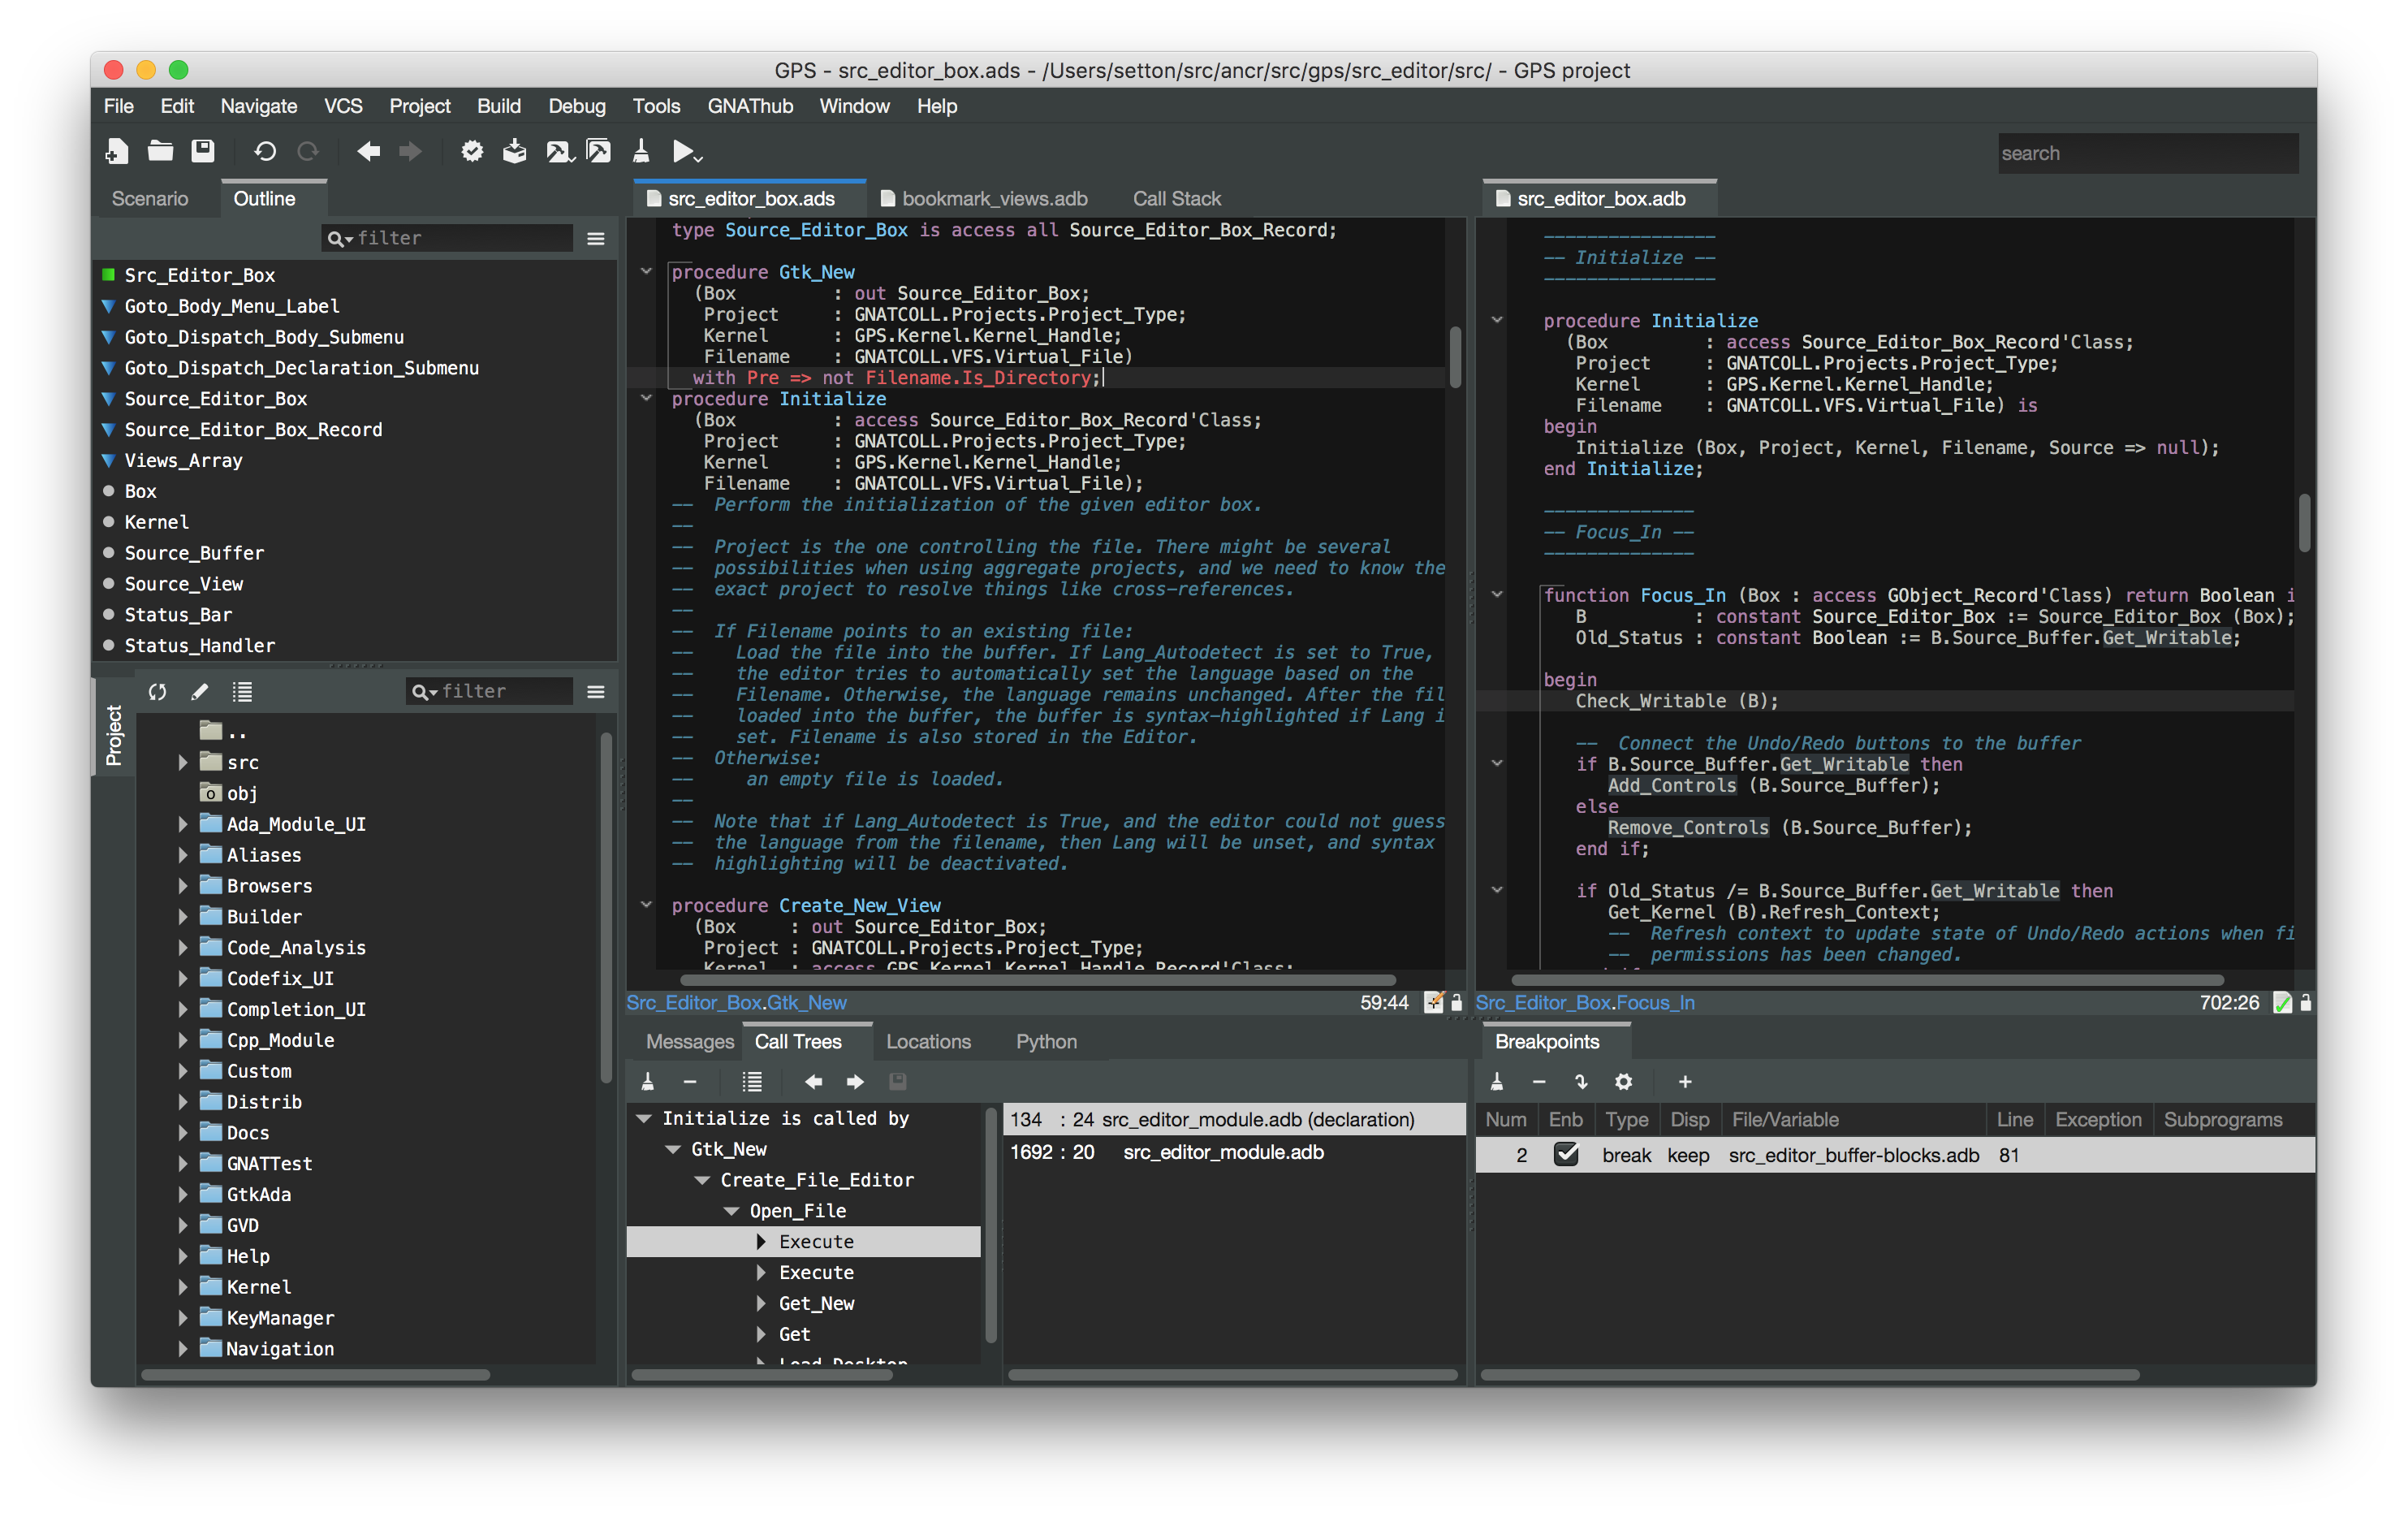 GPS - src_editor_box.ads - /Users/setton/src/ancr/src/gps/src_editor/src/ - GPS project
File Edit Navigate VCS Project Build Debug Tools GNAThub Window Help
search
Scenario Outline
filter
Src_Editor_Box
Goto_Body_Menu_Label
Goto_Dispatch_Body_Submenu
Goto_Dispatch_Declaration_Submenu
Source_Editor_Box
Source_Editor_Box_Record
Views_Array
Box
Kernel
Source_Buffer
Source_View
Status_Bar
Status_Handler
Project
filter
..
src
obj
Ada_Module_UI
Aliases
Browsers
Builder
Code_Analysis
Codefix_UI
Completion_UI
Cpp_Module
Custom
Distrib
Docs
GNATTest
GtkAda
GVD
Help
Kernel
KeyManager
Navigation
src_editor_box.ads bookmark_views.adb Call Stack
type Source_Editor_Box is access all Source_Editor_Box_Record;
procedure Gtk_New
(Box : out Source_Editor_Box;
Project : GNATCOLL.Projects.Project_Type;
Kernel : GPS.Kernel.Kernel_Handle;
Filename : GNATCOLL.VFS.Virtual_File)
with Pre => not Filename.Is_Directory;
procedure Initialize
(Box : access Source_Editor_Box_Record'Class;
Project : GNATCOLL.Projects.Project_Type;
Kernel : GPS.Kernel.Kernel_Handle;
Filename : GNATCOLL.VFS.Virtual_File);
-- Perform the initialization of the given editor box.
--
-- Project is the one controlling the file. There might be several
-- possibilities when using aggregate projects, and we need to know the
-- exact project to resolve things like cross-references.
--
-- If Filename points to an existing file:
-- Load the file into the buffer. If Lang_Autodetect is set to True,
-- the editor tries to automatically set the language based on the
-- Filename. Otherwise, the language remains unchanged. After the fil
-- loaded into the buffer, the buffer is syntax-highlighted if Lang i
-- set. Filename is also stored in the Editor.
-- Otherwise:
-- an empty file is loaded.
--
-- Note that if Lang_Autodetect is True, and the editor could not guess
-- the language from the filename, then Lang will be unset, and syntax
-- highlighting will be deactivated.
procedure Create_New_View
(Box : out Source_Editor_Box;
Project : GNATCOLL.Projects.Project_Type;
Kernel : access GPS.Kernel.Kernel_Handle_Record'Class;
Src_Editor_Box.Gtk_New 59:44
src_editor_box.adb
----------------
-- Initialize --
----------------
procedure Initialize
(Box : access Source_Editor_Box_Record'Class;
Project : GNATCOLL.Projects.Project_Type;
Kernel : GPS.Kernel.Kernel_Handle;
Filename : GNATCOLL.VFS.Virtual_File) is
begin
Initialize (Box, Project, Kernel, Filename, Source => null);
end Initialize;
--------------
-- Focus_In --
--------------
function Focus_In (Box : access GObject_Record'Class) return Boolean i
B : constant Source_Editor_Box := Source_Editor_Box (Box);
Old_Status : constant Boolean := B.Source_Buffer.Get_Writable;
begin
Check_Writable (B);
-- Connect the Undo/Redo buttons to the buffer
if B.Source_Buffer.Get_Writable then
Add_Controls (B.Source_Buffer);
else
Remove_Controls (B.Source_Buffer);
end if;
if Old_Status /= B.Source_Buffer.Get_Writable then
Get_Kernel (B).Refresh_Context;
-- Refresh context to update state of Undo/Redo actions when fi
-- permissions has been changed.
Src_Editor_Box.Focus_In 702:26
Messages Call Trees Locations Python
Initialize is called by
Gtk_New
Create_File_Editor
Open_File
Execute
Execute
Get_New
Get
Load_Desktop
134 : 24 src_editor_module.adb (declaration)
1692 : 20 src_editor_module.adb
Breakpoints
Num Enb Type Disp File/Variable Line Exception Subprograms
2 break keep src_editor_buffer-blocks.adb 81